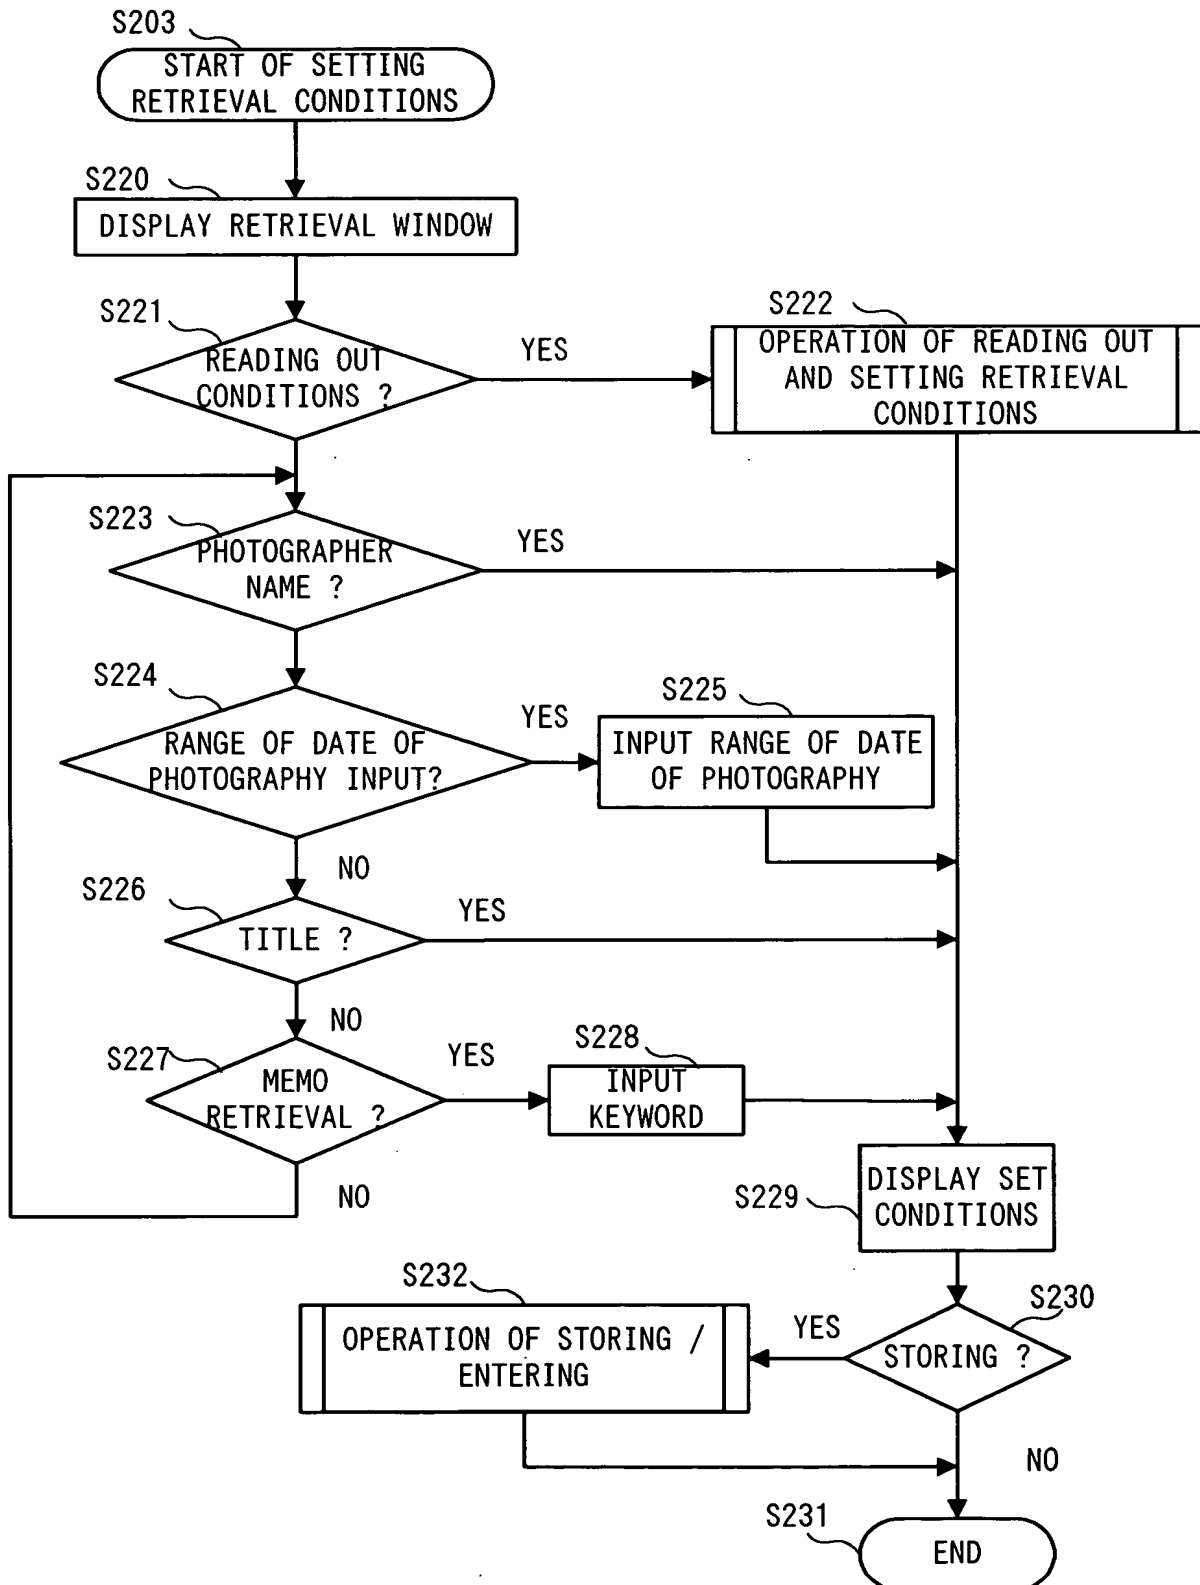 S203
START OF SETTING
RETRIEVAL CONDITIONS
S220
DISPLAY RETRIEVAL WINDOW
S221
READING OUT
CONDITIONS ?
YES
S222
OPERATION OF READING OUT
AND SETTING RETRIEVAL
CONDITIONS
S223
PHOTOGRAPHER
NAME ?
YES
S224
RANGE OF DATE OF
PHOTOGRAPHY INPUT?
YES
S225
INPUT RANGE OF DATE
OF PHOTOGRAPHY
NO
S226
TITLE ?
YES
NO
S227
MEMO
RETRIEVAL ?
YES
S228
INPUT
KEYWORD
NO
S229
DISPLAY SET
CONDITIONS
S230
STORING ?
YES
S232
OPERATION OF STORING /
ENTERING
NO
S231
END